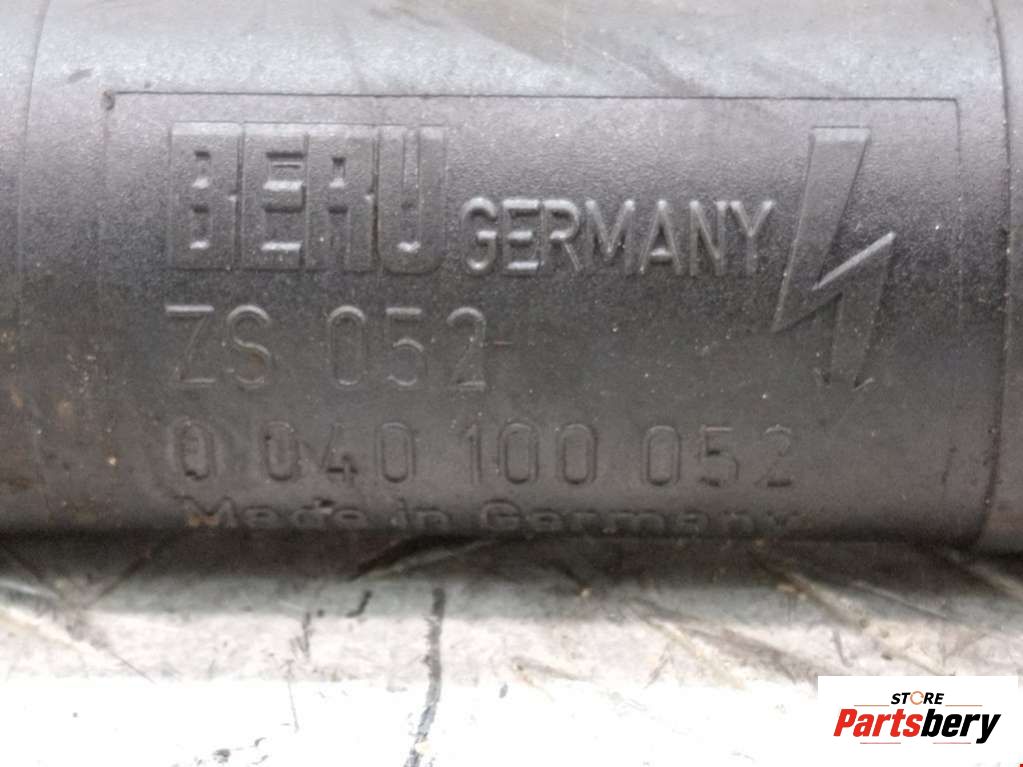 BERU GERMANY
ZS 052
0 040 100 052
Made in Germany
STORE
Partsbery